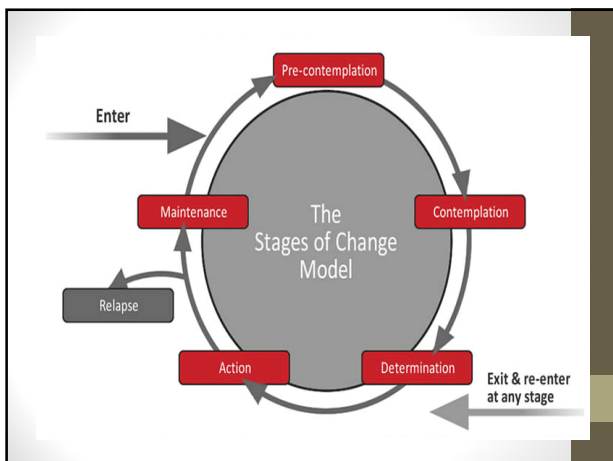 Pre-contemplation
Enter
Maintenance
The
Stages of Change
Model
Contemplation
Relapse
Action
Determination
Exit & re-enter
at any stage